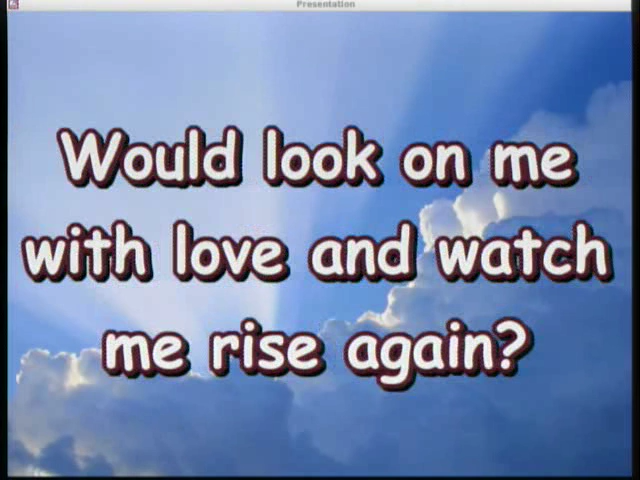 Presentation
Would look on me
with love and watch
me rise again?